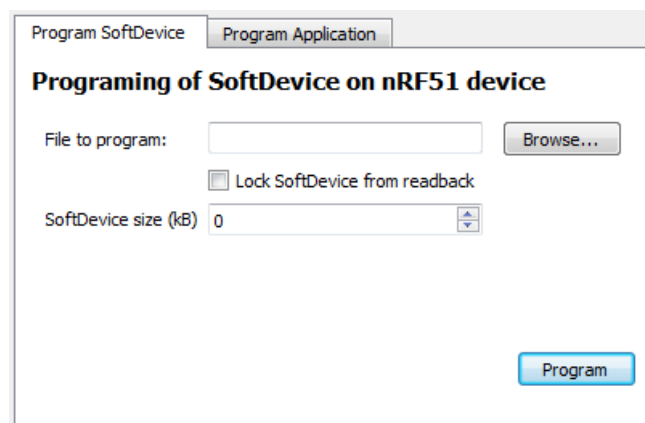 Program SoftDevice Program Application
Programing of SoftDevice on nRF51 device
File to program: Browse...
Lock SoftDevice from readback
SoftDevice size (kB) 0
Program